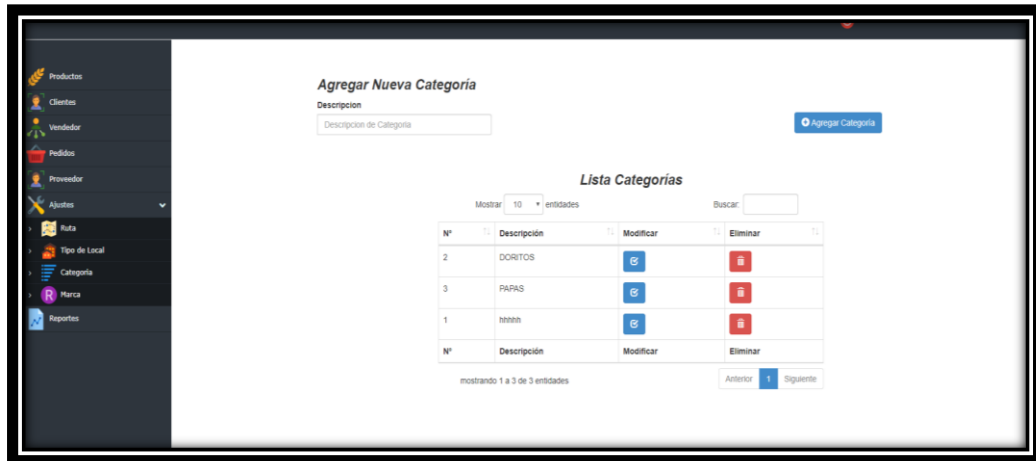 Productos
Clientes
Vendedor
Pedidos
Proveedor
Ajustes
Ruta
Tipo de Local
Categoria
R Marca
Reportes
Agregar Nueva Categoría
Descripcion
Descripcion de Categoria
Agregar Categoría
Lista Categorías
Mostrar 10 entidades Buscar:
N° Descripción Modificar Eliminar
2 DORITOS
3 PAPAS
1 hhhhh
N° Descripción Modificar Eliminar
mostrando 1 a 3 de 3 entidades Anterior 1 Siguiente